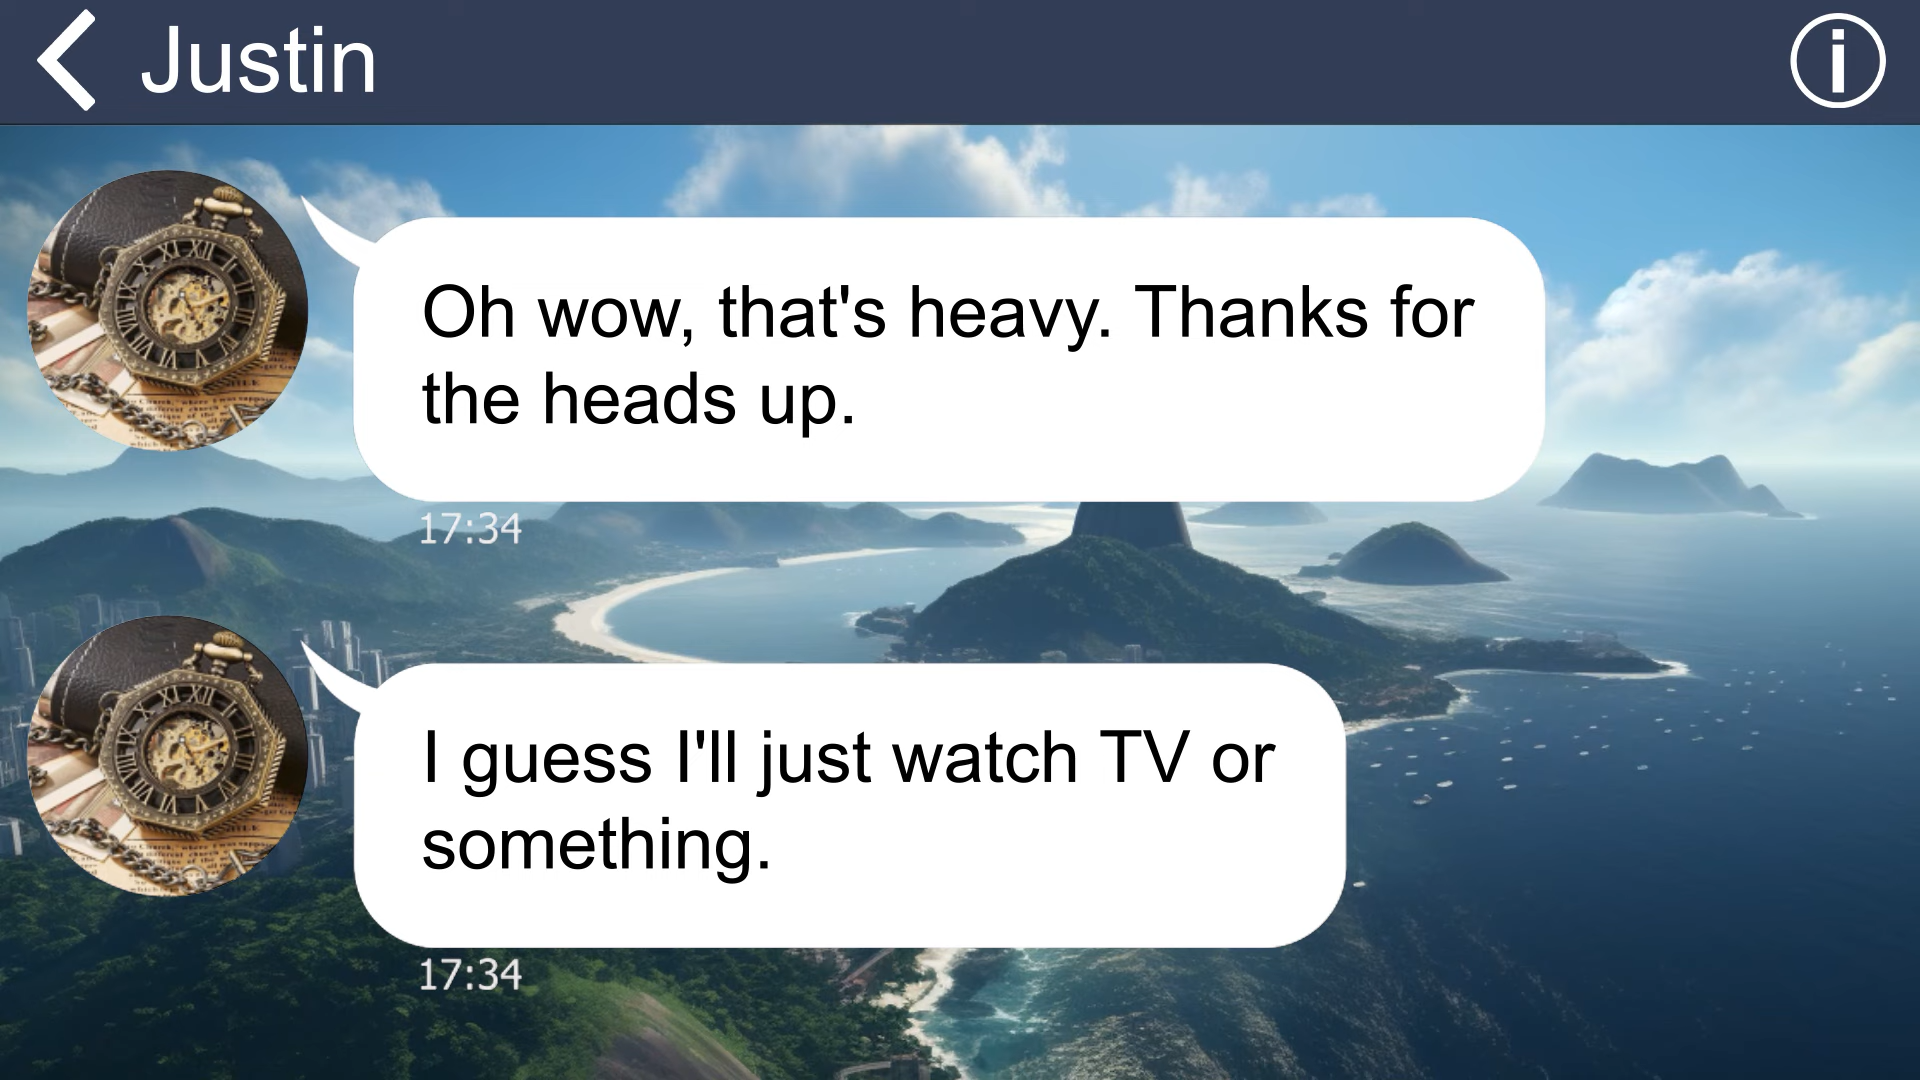 Justin
Oh wow, that's heavy. Thanks for
the heads up.
17:34
I guess I'll just watch TV or
something.
17:34